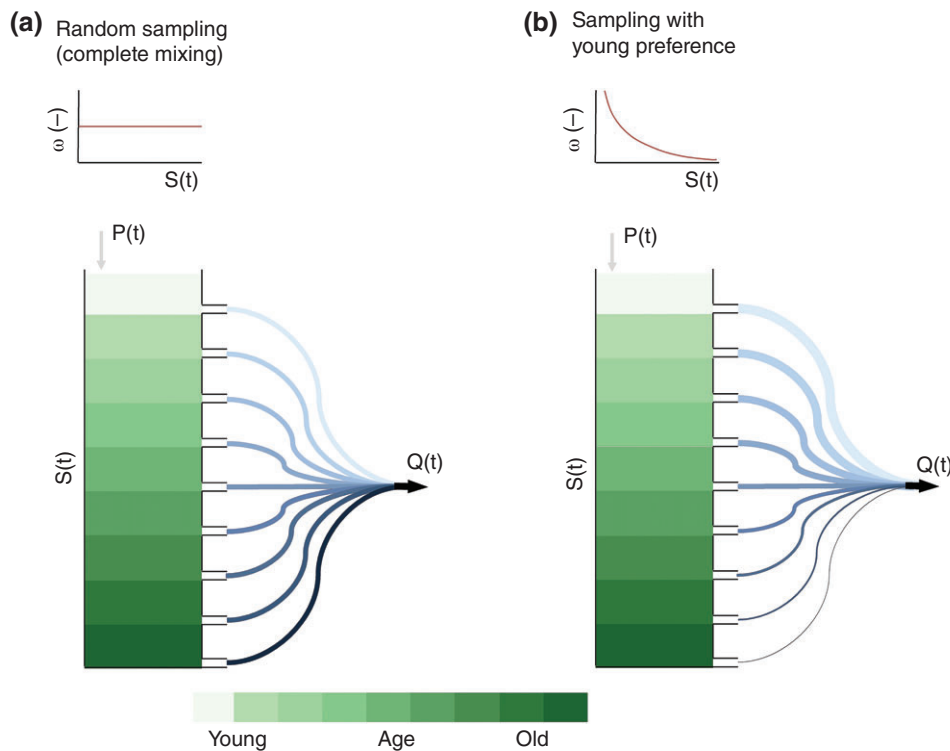 (a) Random sampling
(complete mixing)
ω (–)
S(t)
P(t)
S(t)
Q(t)
(b) Sampling with
young preference
ω (–)
S(t)
P(t)
S(t)
Q(t)
Young Age Old